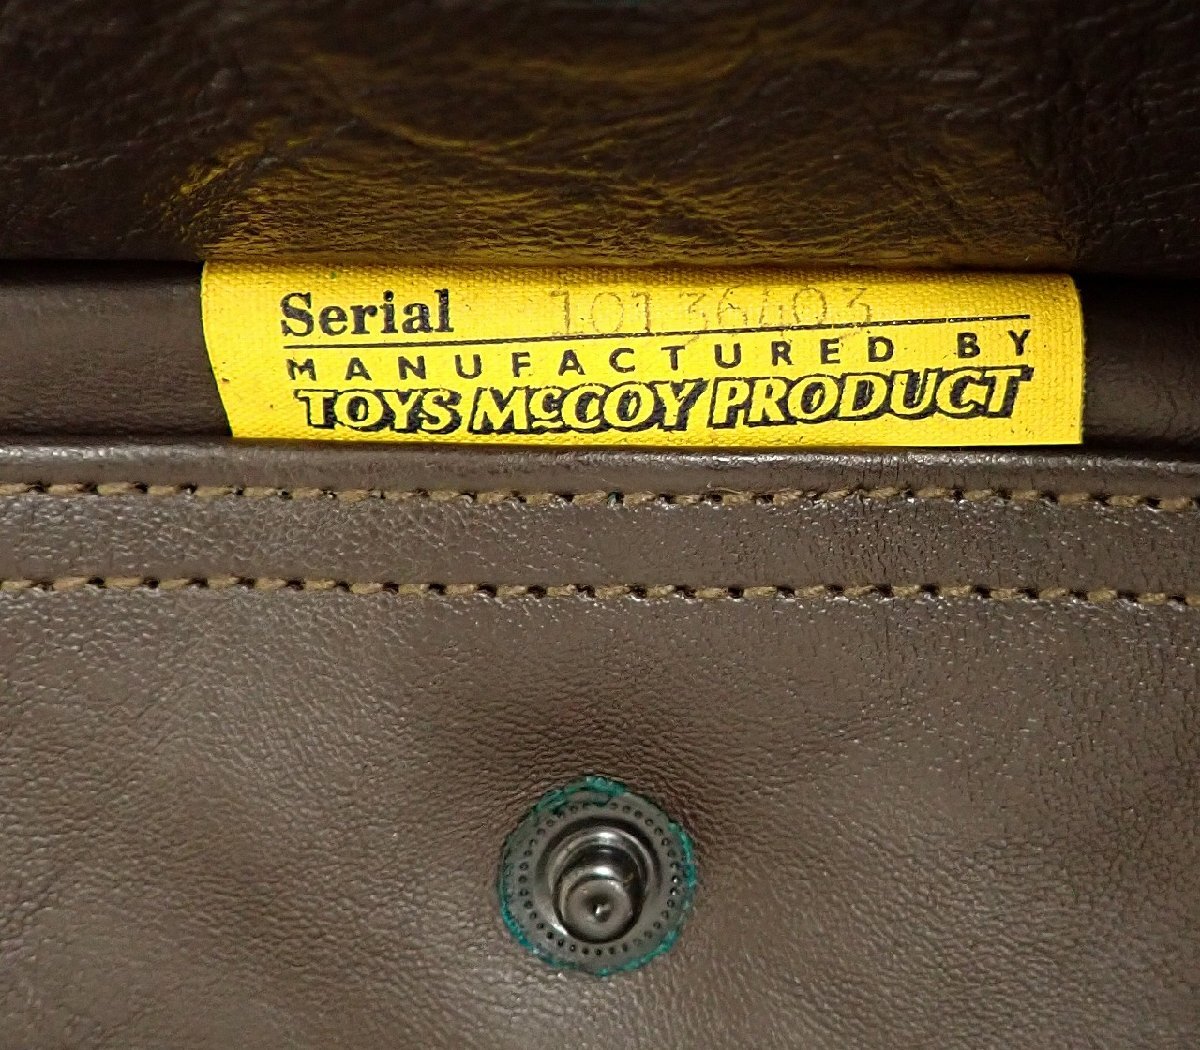 Serial 10136403
MANUFACTURED BY
TOYS McCOY PRODUCT